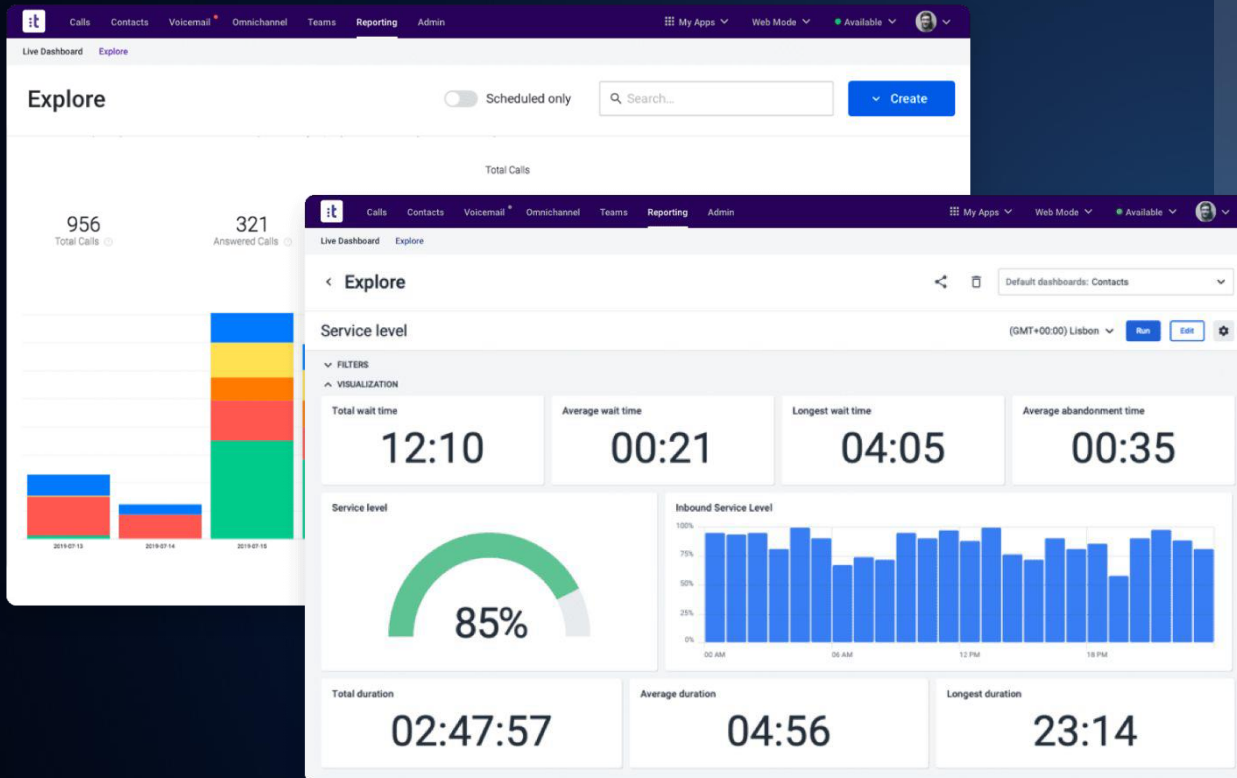 :t Calls Contacts Voicemail Omnichannel Teams Reporting Admin My Apps Web Mode Available
Live Dashboard Explore
Explore Scheduled only Search... Create
Total Calls
956
Total Calls
321
Answered Calls
2019-07-13 2019-07-14 2019-07-15
:t Calls Contacts Voicemail Omnichannel Teams Reporting Admin My Apps Web Mode Available
Live Dashboard Explore
Explore Default dashboards: Contacts
Service level (GMT+00:00) Lisbon Run Edit
FILTERS
VISUALIZATION
Total wait time
12:10
Average wait time
00:21
Longest wait time
04:05
Average abandonment time
00:35
Service level
85%
Inbound Service Level
100%
75%
50%
25%
0%
00 AM 06 AM 12 PM 18 PM
Total duration
02:47:57
Average duration
04:56
Longest duration
23:14